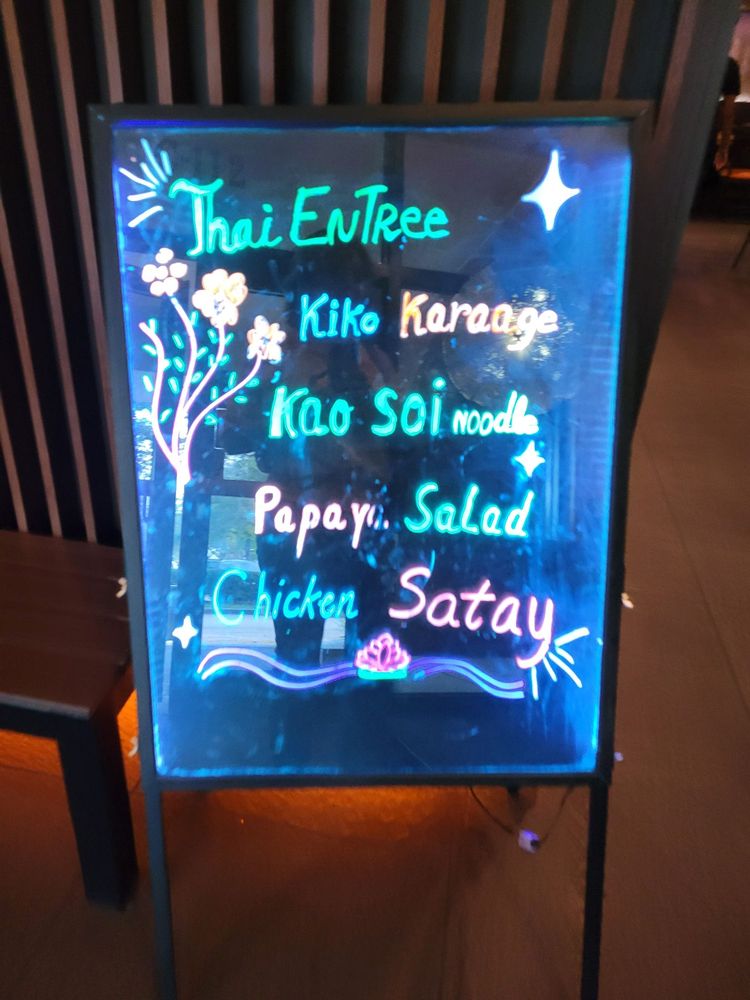 Thai ENTRee
Kiko Karaage
Kao Soi noodle
Papaya Salad
Chicken Satay